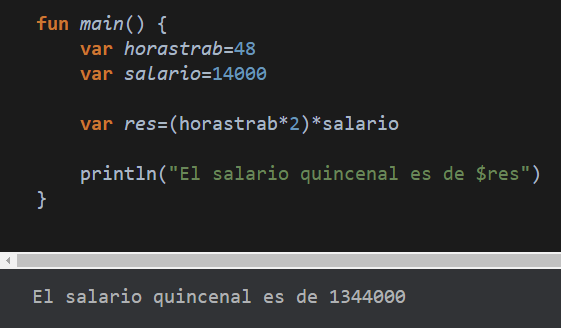 fun main() {
    var horastrab=48
    var salario=14000
    var res=(horastrab*2)*salario
    println("El salario quincenal es de $res")
}
El salario quincenal es de 1344000